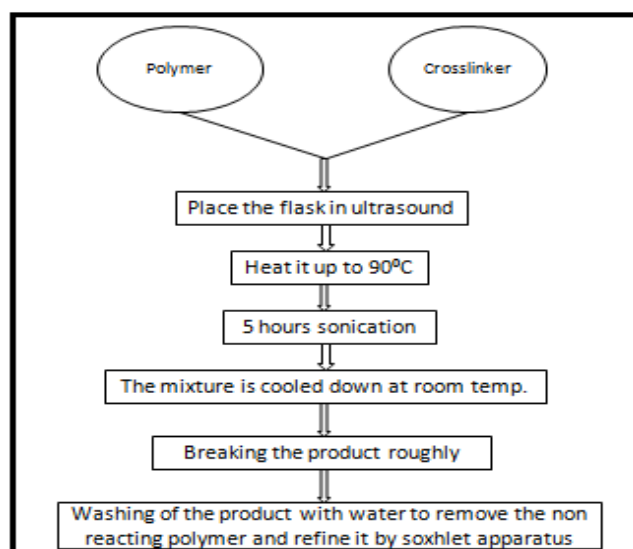 Polymer
Crosslinker
Place the flask in ultrasound
Heat it up to 90⁰C
5 hours sonication
The mixture is cooled down at room temp.
Breaking the product roughly
Washing of the product with water to remove the non
reacting polymer and refine it by soxhlet apparatus